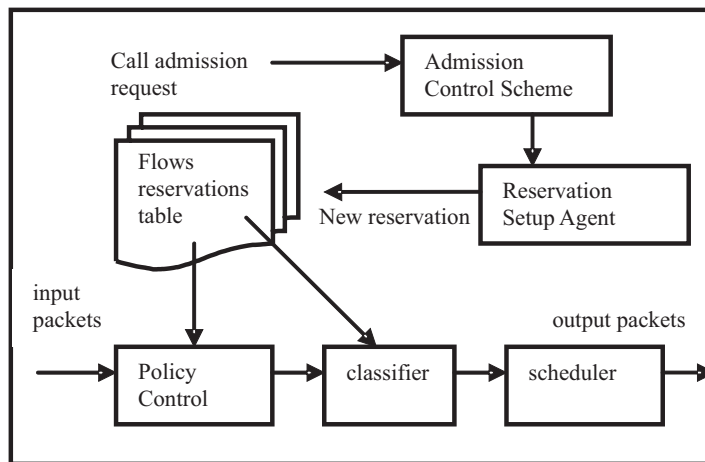 Call admission
request
Admission
Control Scheme
Flows
reservations
table
New reservation
Reservation
Setup Agent
input
packets
output packets
Policy
Control
classifier
scheduler